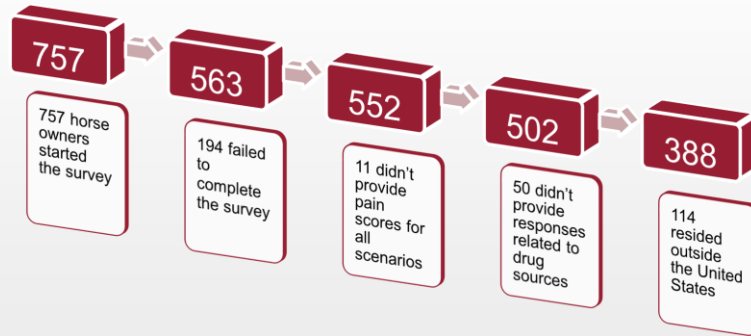 757
563
552
502
388
757 horse
owners
started
the survey
194 failed
to
complete
the survey
11 didn't
provide
pain
scores for
all
scenarios
50 didn't
provide
responses
related to
drug
sources
114
resided
outside
the United
States